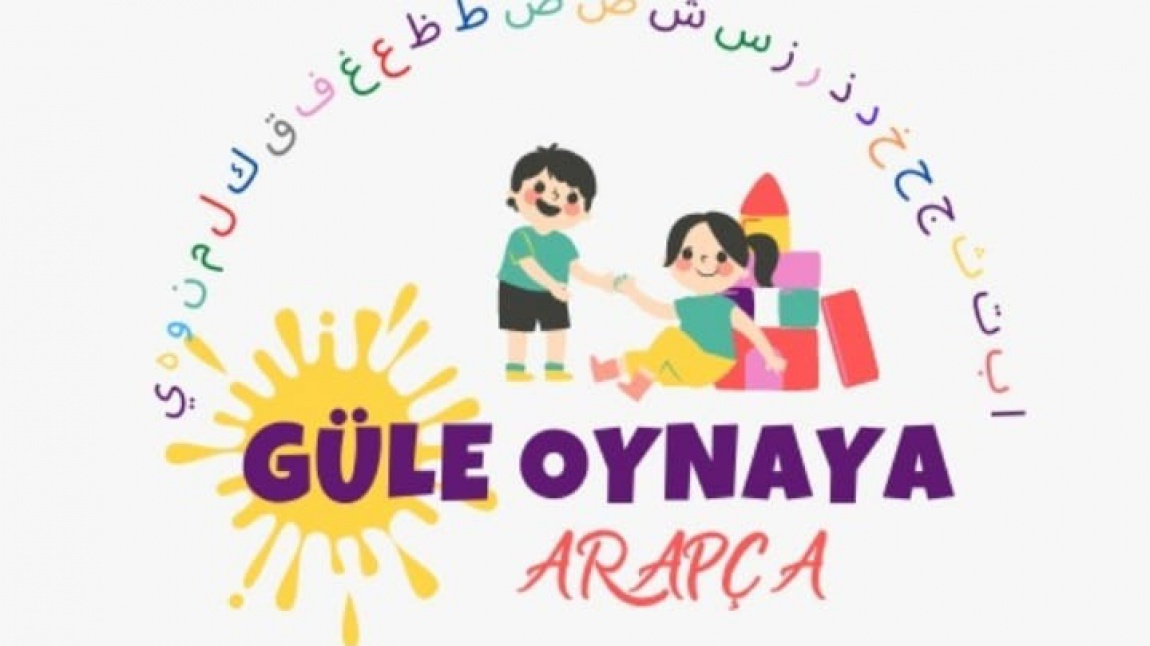 ا ب ت ث ج ح خ د ذ ر ز س ش ص ض ط ظ ع غ ف ق ك ل م ن و ه ي
GÜLE OYNAYA
ARAPÇA